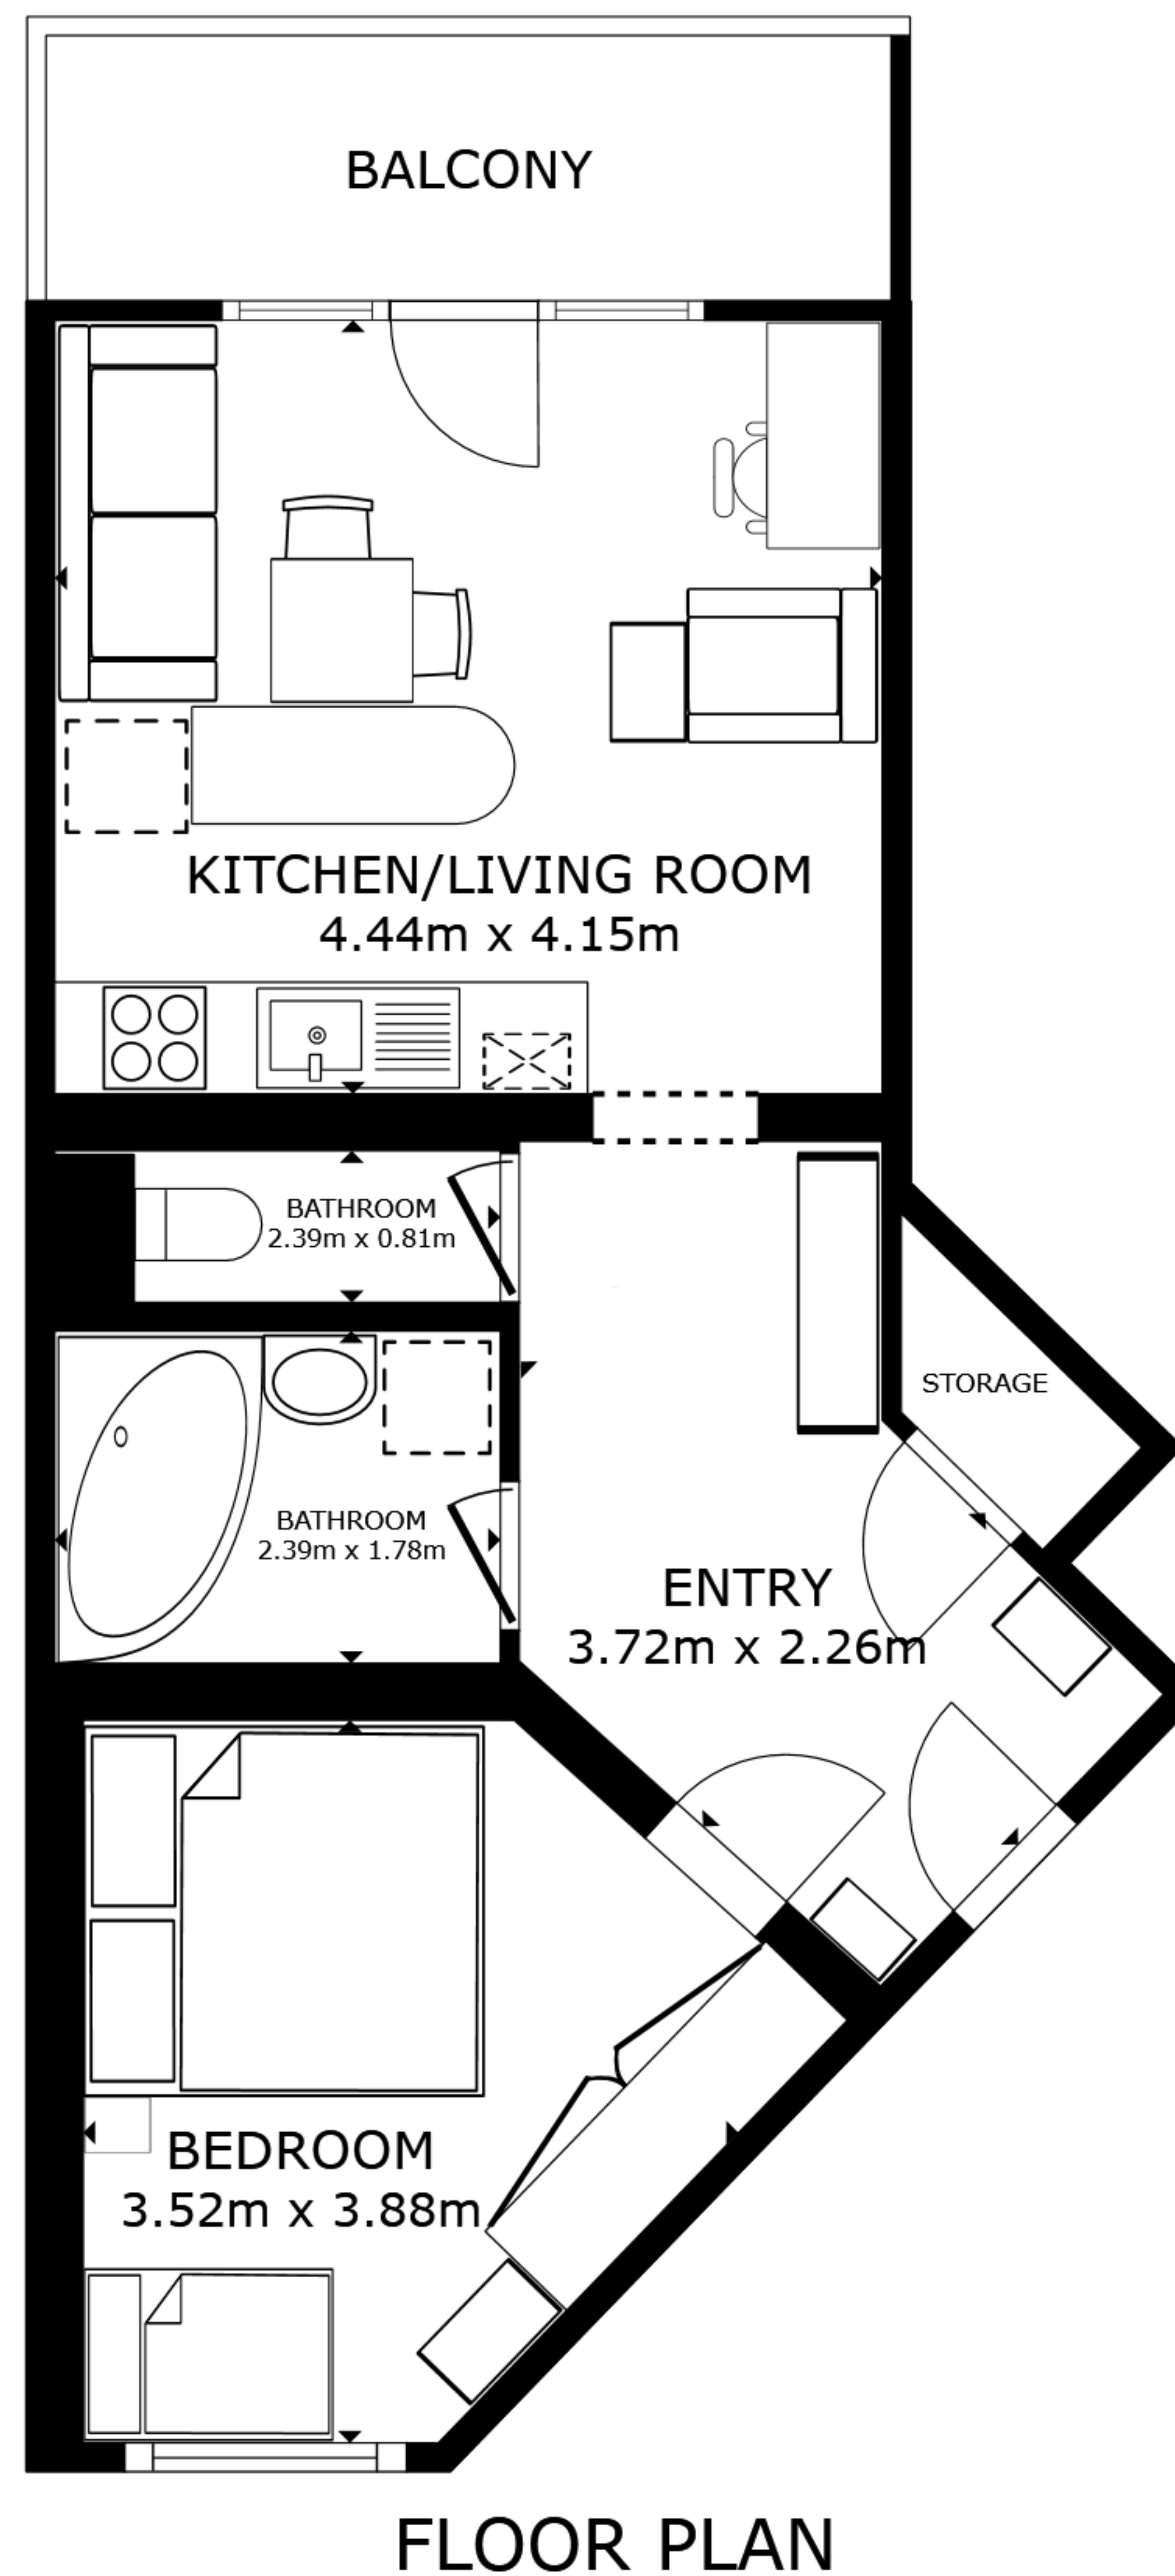 BALCONY
KITCHEN/LIVING ROOM
4.44m x 4.15m
BATHROOM
2.39m x 0.81m
STORAGE
BATHROOM
2.39m x 1.78m
ENTRY
3.72m x 2.26m
BEDROOM
3.52m x 3.88m
FLOOR PLAN